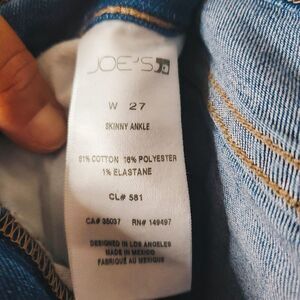 JOE'S
W 27
SKINNY ANKLE
81% COTTON 18% POLYESTER
1% ELASTANE
CL# 581
CA# 35037 RN# 149497
DESIGNED IN LOS ANGELES
MADE IN MEXICO
FABRIQUÉ AU MEXIQUE